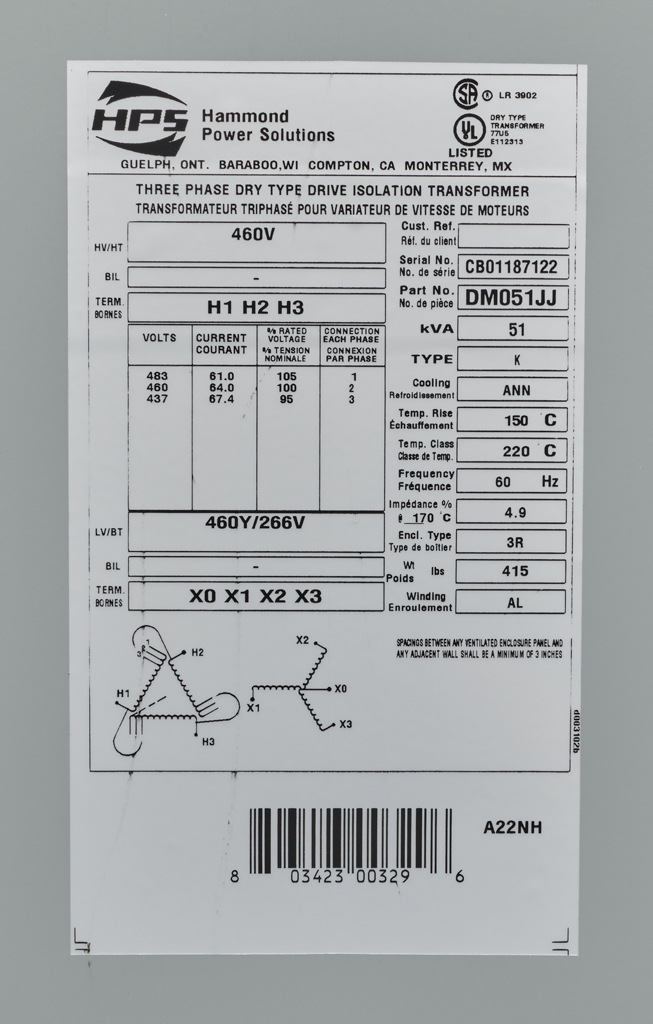 HPS Hammond
Power Solutions
SA LR 3902
UL DRY TYPE
TRANSFORMER
77U5
E112313
LISTED
GUELPH, ONT. BARABOO,WI COMPTON, CA MONTERREY, MX
THREE PHASE DRY TYPE DRIVE ISOLATION TRANSFORMER
TRANSFORMATEUR TRIPHASÉ POUR VARIATEUR DE VITESSE DE MOTEURS
HV/HT 460V
BIL -
TERM. H1 H2 H3
BORNES
VOLTS CURRENT % RATED CONNECTION
COURANT VOLTAGE EACH PHASE
% TENSION CONNEXION
NOMINALE PAR PHASE
483 61.0 105 1
460 64.0 100 2
437 67.4 95 3
LV/BT 460Y/266V
BIL -
TERM. X0 X1 X2 X3
BORNES
Cust. Ref.
Réf. du client
Serial No. CB01187122
No. de série
Part No. DM051JJ
No. de pièce
kVA 51
TYPE K
Cooling ANN
Refroidissement
Temp. Rise 150 °C
Échauffement
Temp. Class 220 °C
Classe de Temp.
Frequency 60 Hz
Fréquence
Impédance % 4.9
@ 170 °C
Encl. Type 3R
Type de boîtier
Wt lbs 415
Poids
Winding AL
Enroulement
1
2
3
H2
H1
H3
X2
X0
X1
X3
SPACINGS BETWEEN ANY VENTILATED ENCLOSURE PANEL AND
ANY ADJACENT WALL SHALL BE A MINIMUM OF 3 INCHES
A22NH
8 03423 00329 6